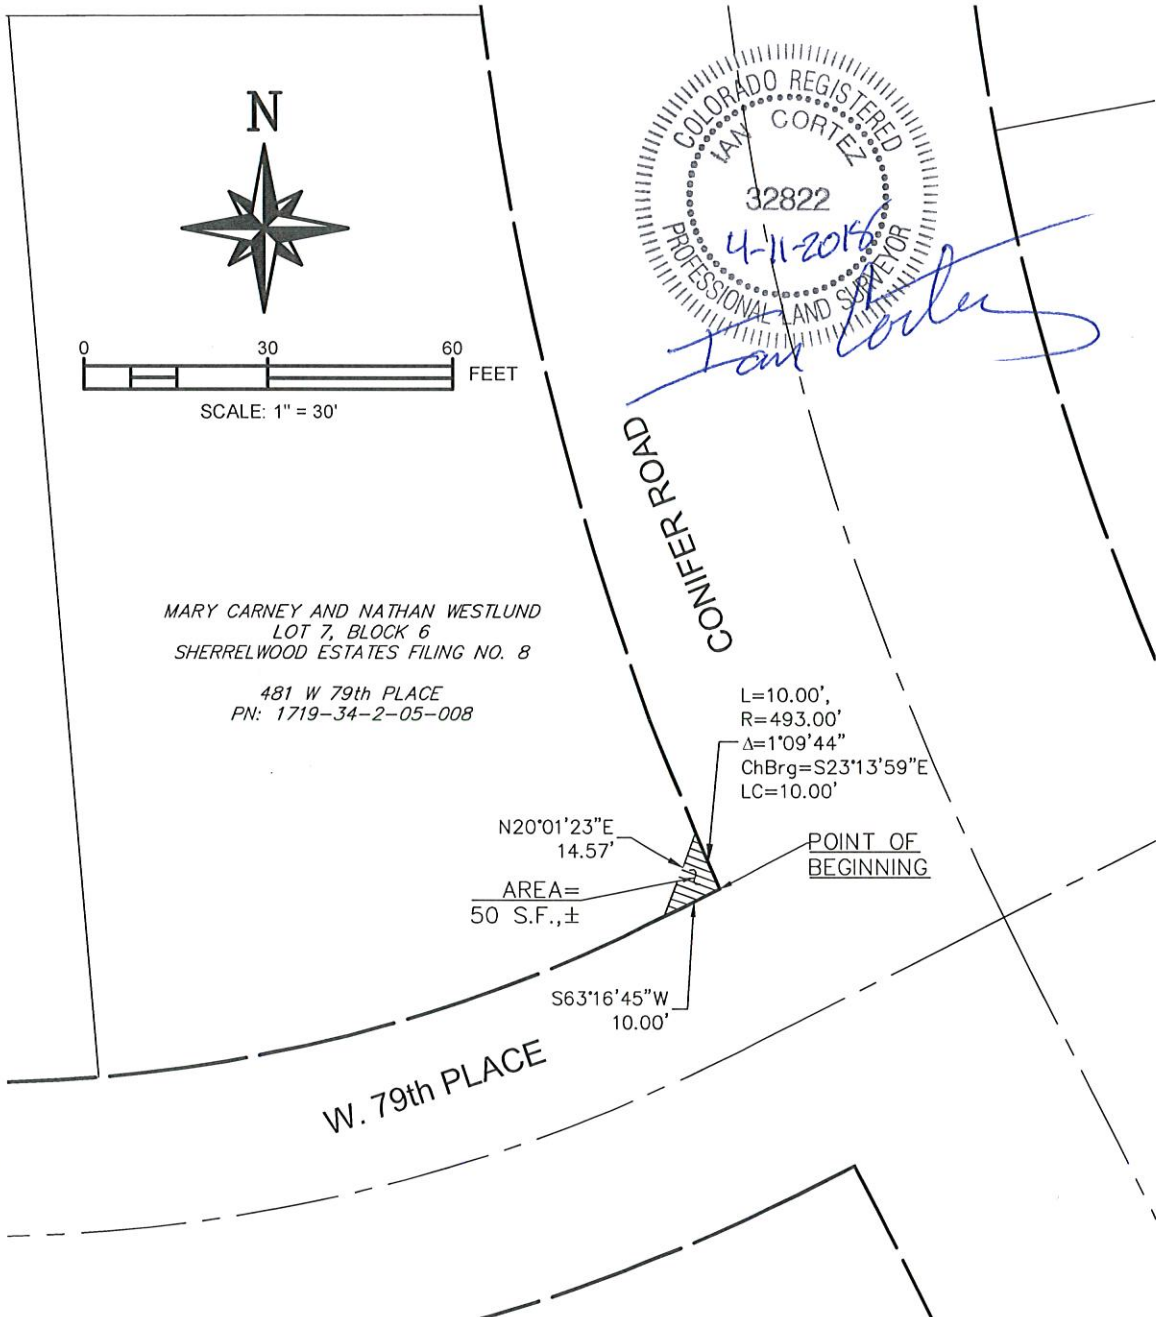 N
COLORADO REGISTERED
IAN CORTEZ
32822
4-11-2018
PROFESSIONAL LAND SURVEYOR
Ian Cortez
0 30 60
FEET
SCALE: 1" = 30'
CONIFER ROAD
MARY CARNEY AND NATHAN WESTLUND
LOT 7, BLOCK 6
SHERRELWOOD ESTATES FILING NO. 8
481 W 79th PLACE
PN: 1719-34-2-05-008
L=10.00',
R=493.00'
Δ=1°09'44"
ChBrg=S23°13'59"E
LC=10.00'
N20°01'23"E
14.57'
POINT OF
BEGINNING
AREA=
50 S.F.,±
S63°16'45"W
10.00'
W. 79th PLACE